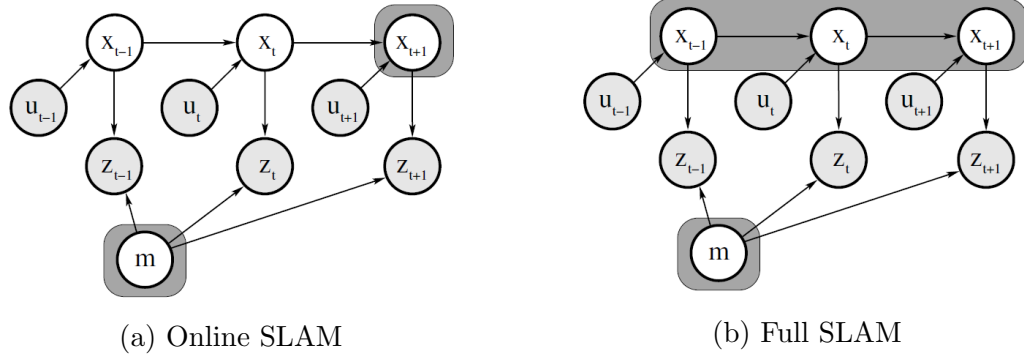 x_{t-1} x_t x_{t+1}
u_{t-1} u_t u_{t+1}
z_{t-1} z_t z_{t+1}
m
(a) Online SLAM
x_{t-1} x_t x_{t+1}
u_{t-1} u_t u_{t+1}
z_{t-1} z_t z_{t+1}
m
(b) Full SLAM